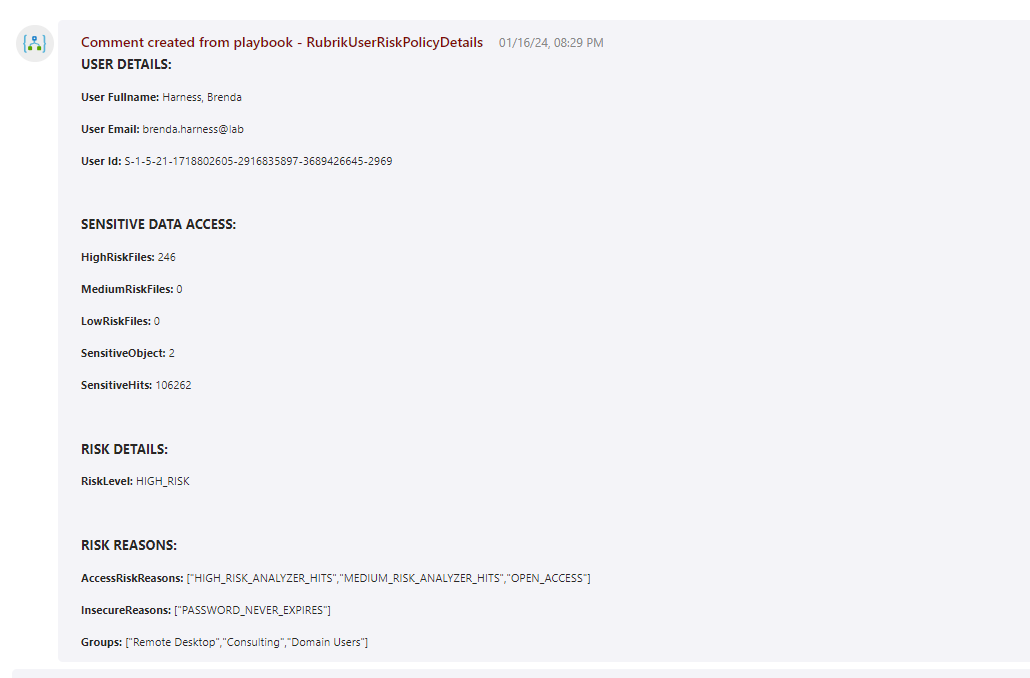 Comment created from playbook - RubrikUserRiskPolicyDetails 01/16/24, 08:29 PM
USER DETAILS:
User Fullname: Harness, Brenda
User Email: brenda.harness@lab
User Id: S-1-5-21-1718802605-2916835897-3689426645-2969
SENSITIVE DATA ACCESS:
HighRiskFiles: 246
MediumRiskFiles: 0
LowRiskFiles: 0
SensitiveObject: 2
SensitiveHits: 106262
RISK DETAILS:
RiskLevel: HIGH_RISK
RISK REASONS:
AccessRiskReasons: ["HIGH_RISK_ANALYZER_HITS","MEDIUM_RISK_ANALYZER_HITS","OPEN_ACCESS"]
InsecureReasons: ["PASSWORD_NEVER_EXPIRES"]
Groups: ["Remote Desktop","Consulting","Domain Users"]